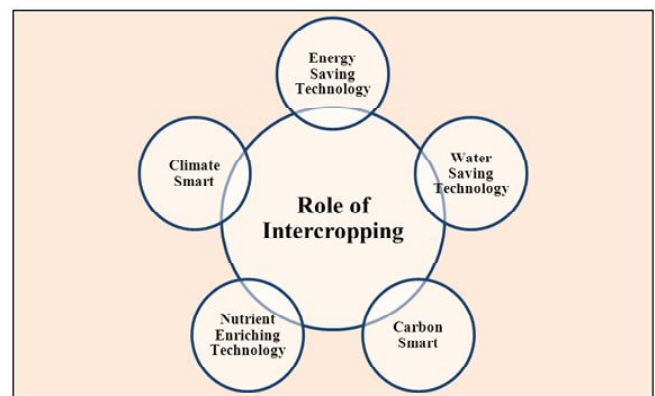 Energy
Saving
Technology
Climate
Smart
Water
Saving
Technology
Role of
Intercropping
Nutrient
Enriching
Technology
Carbon
Smart